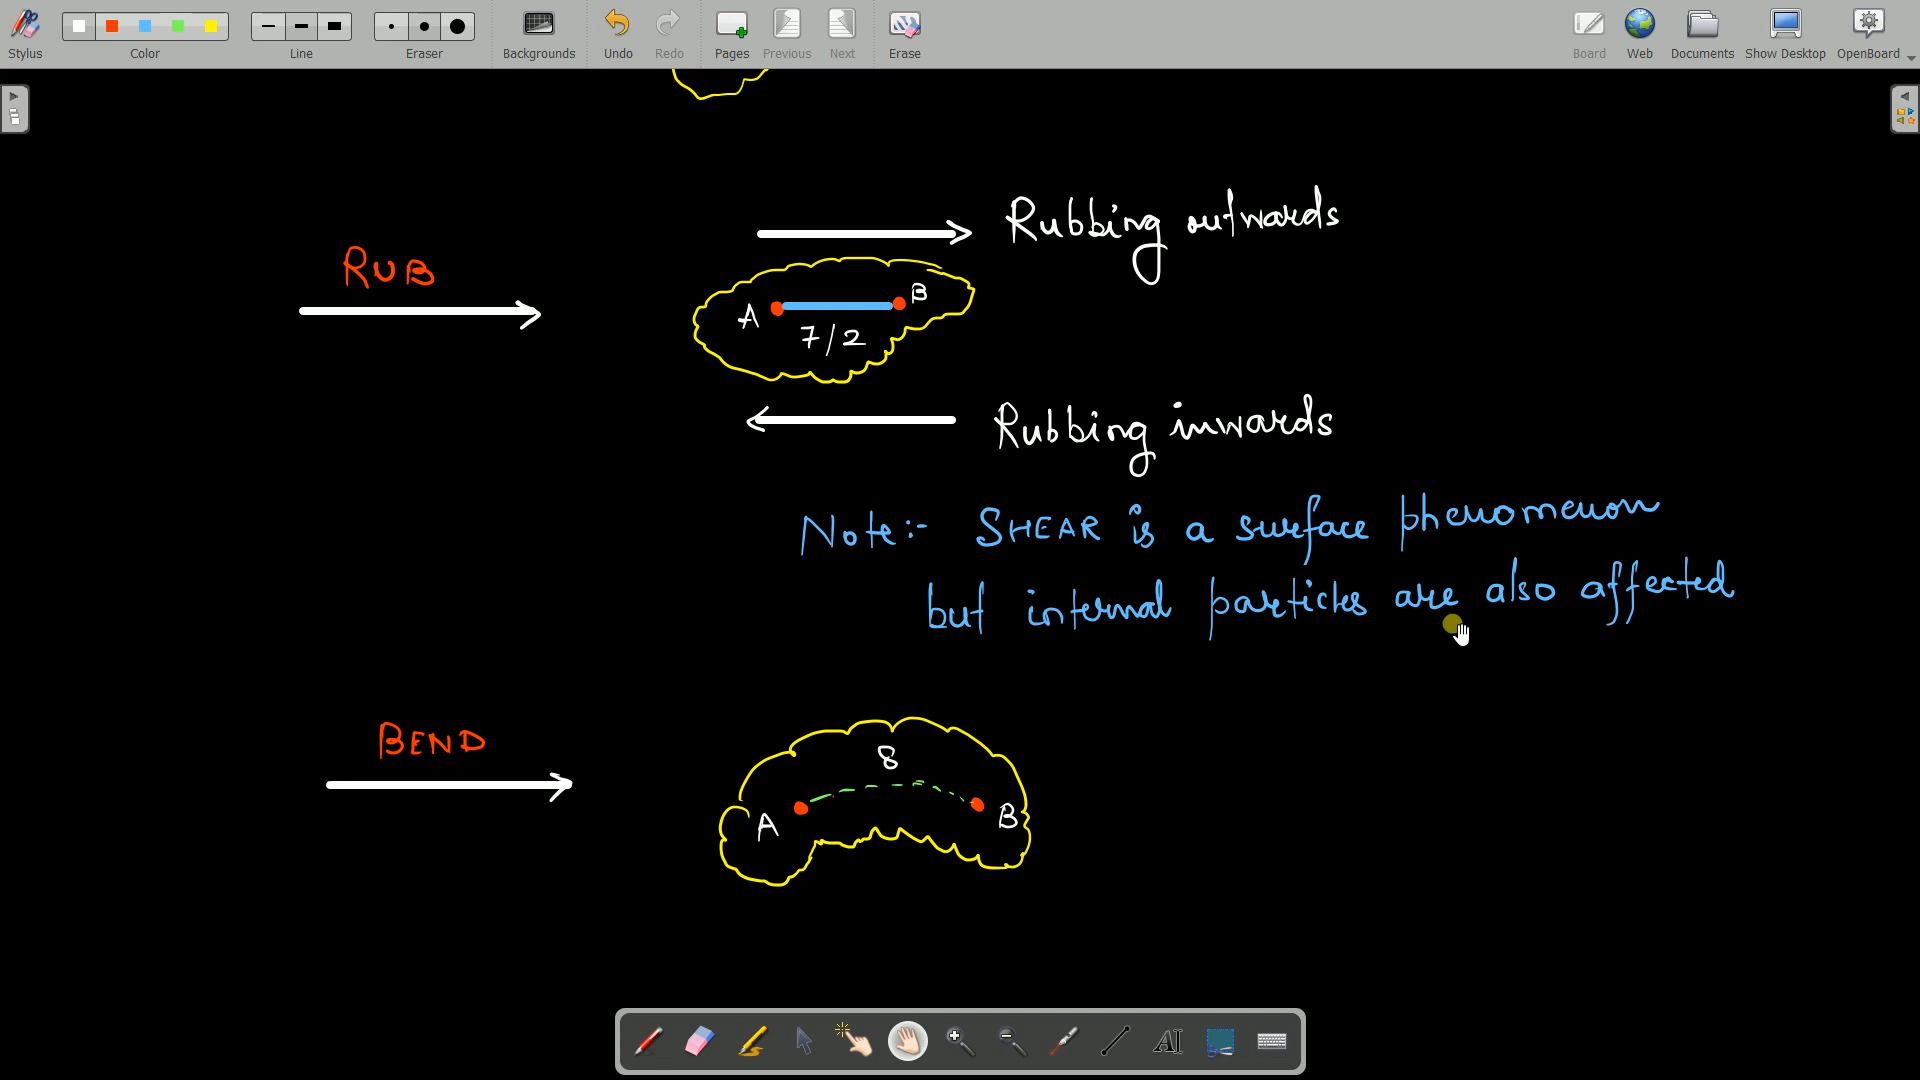 Stylus Color Line Eraser Backgrounds Undo Redo Pages Previous Next Erase Board Web Documents Show Desktop OpenBoard
Rubbing outwards
RUB
A B
7/2
Rubbing inwards
Note:- SHEAR is a surface phenomenon
but internal particles are also affected
BEND
8
A B
AI